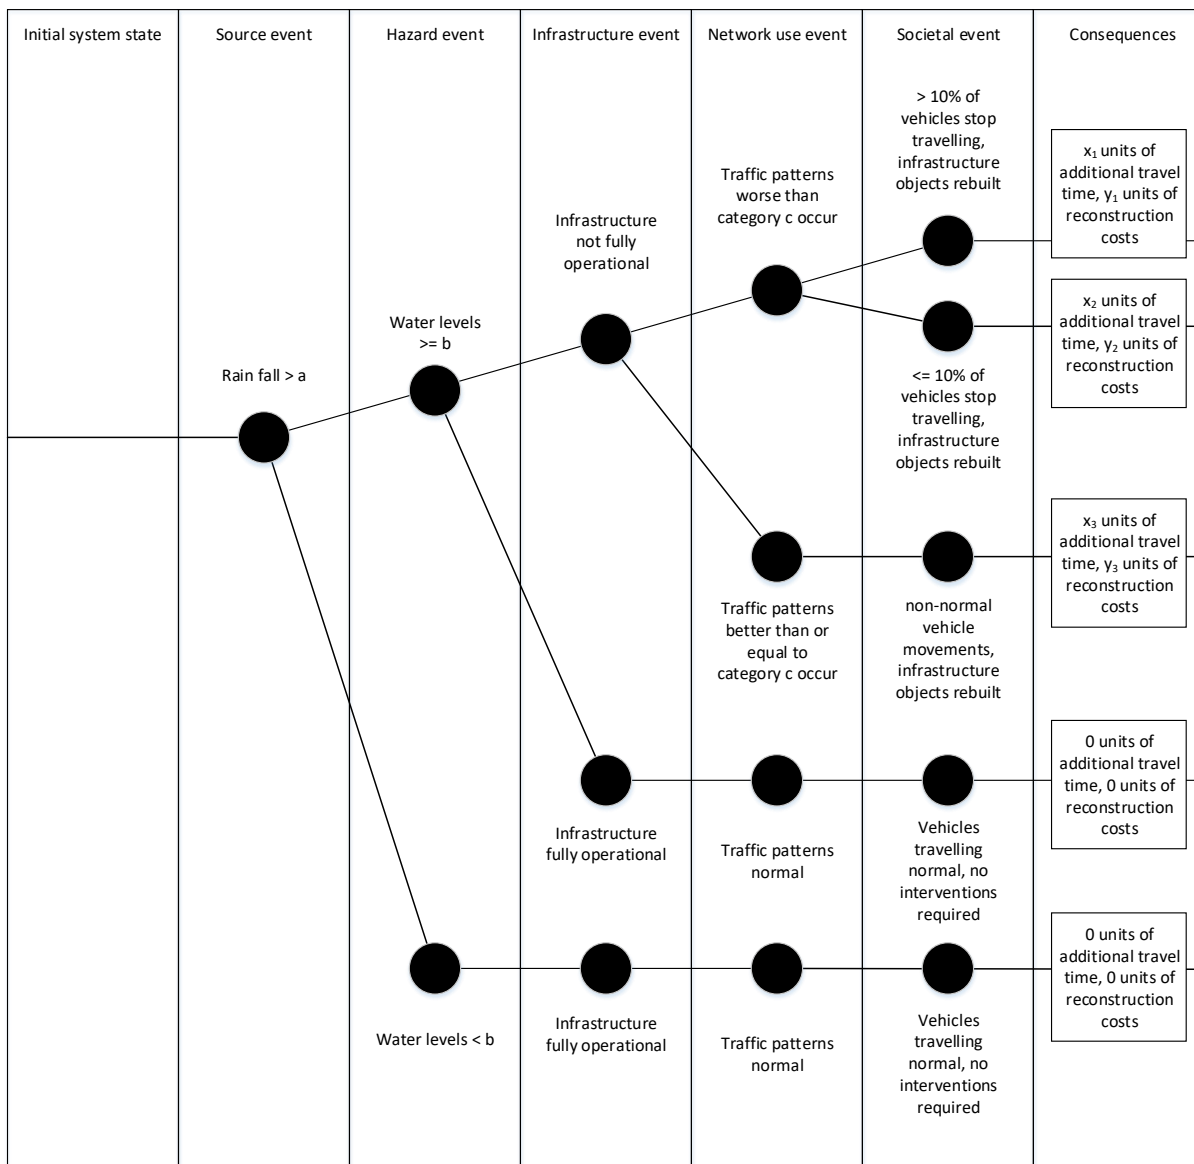 Initial system state
Source event
Hazard event
Infrastructure event
Network use event
Societal event
Consequences
Rain fall > a
Water levels
>= b
Water levels < b
Infrastructure
not fully
operational
Infrastructure
fully operational
Infrastructure
fully operational
Traffic patterns
worse than
category c occur
Traffic patterns
better than or
equal to
category c occur
Traffic patterns
normal
Traffic patterns
normal
> 10% of
vehicles stop
travelling,
infrastructure
objects rebuilt
<= 10% of
vehicles stop
travelling,
infrastructure
objects rebuilt
non-normal
vehicle
movements,
infrastructure
objects rebuilt
Vehicles
travelling
normal, no
interventions
required
Vehicles
travelling
normal, no
interventions
required
x₁ units of
additional travel
time, y₁ units of
reconstruction
costs
x₂ units of
additional travel
time, y₂ units of
reconstruction
costs
x₃ units of
additional travel
time, y₃ units of
reconstruction
costs
0 units of
additional travel
time, 0 units of
reconstruction
costs
0 units of
additional travel
time, 0 units of
reconstruction
costs